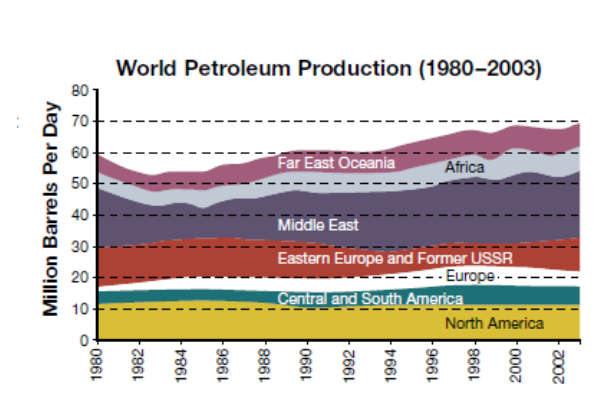 World Petroleum Production (1980–2003)
Million Barrels Per Day
80
70
60
50
40
30
20
10
0
Far East Oceania
Africa
Middle East
Eastern Europe and Former USSR
Europe
Central and South America
North America
1980
1982
1984
1986
1988
1990
1992
1994
1996
1998
2000
2002